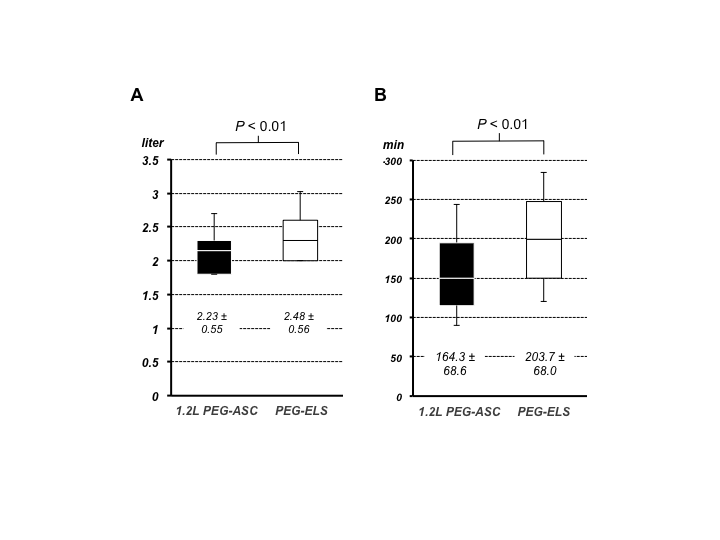 A
P < 0.01
liter
3.5
3
2.5
2
1.5
1
0.5
0
2.23 ±
0.55
2.48 ±
0.56
1.2L PEG-ASC
PEG-ELS
B
P < 0.01
min
300
250
200
150
100
50
0
164.3 ±
68.6
203.7 ±
68.0
1.2L PEG-ASC
PEG-ELS